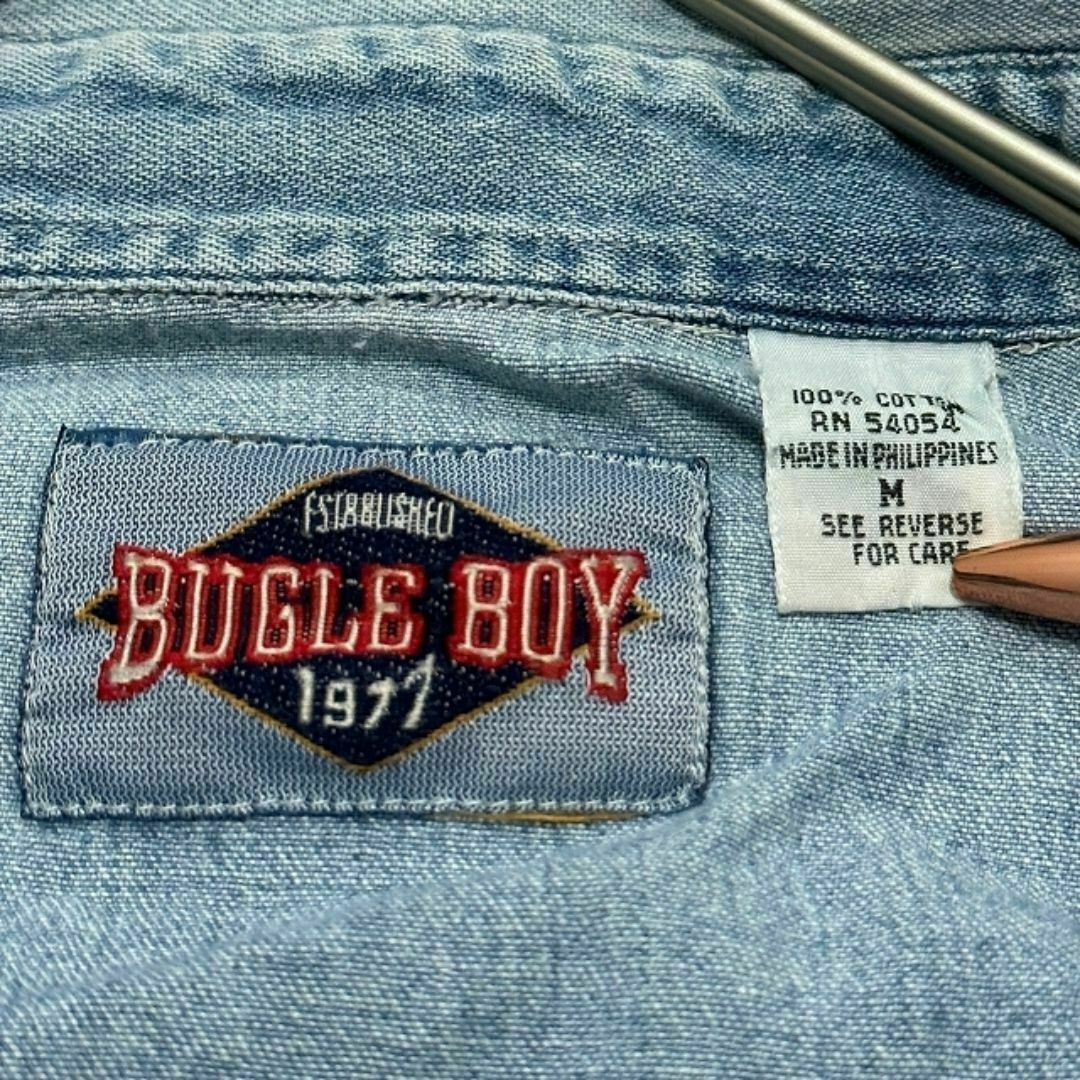 ESTABLISHED
BUGLE BOY
1977
100% COTTON
RN 54054
MADE IN PHILIPPINES
M
SEE REVERSE
FOR CARE